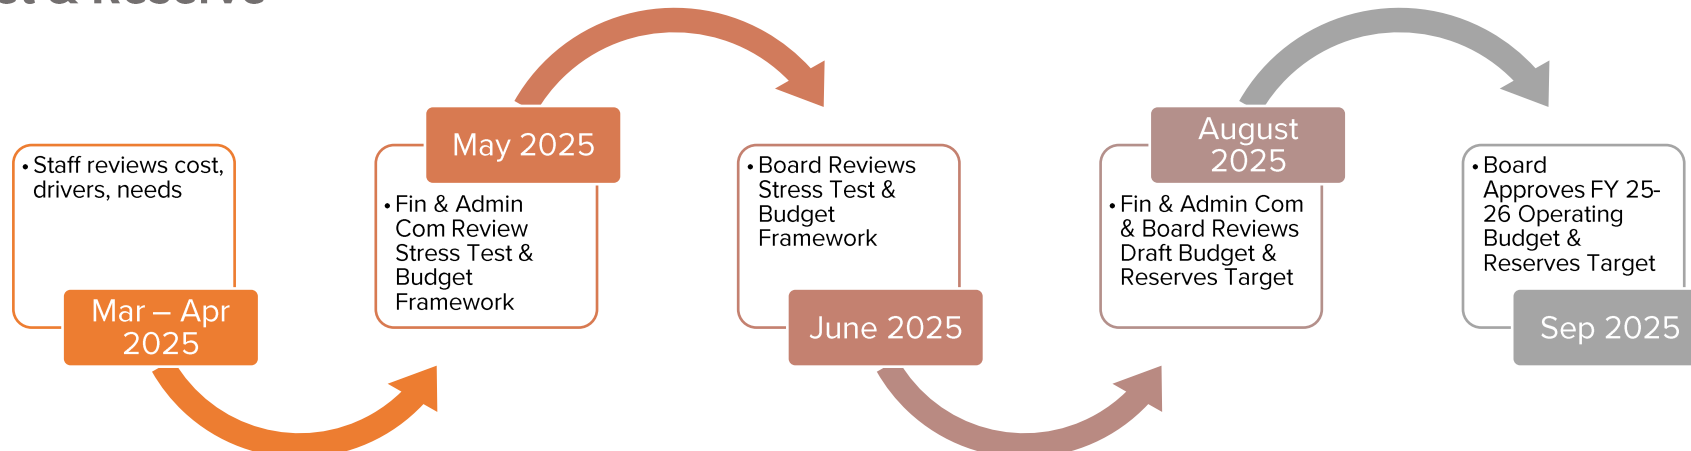 & Reserve
• Staff reviews cost,
drivers, needs
Mar – Apr
2025
May 2025
• Fin & Admin
Com Review
Stress Test &
Budget
Framework
• Board Reviews
Stress Test &
Budget
Framework
June 2025
August
2025
• Fin & Admin Com
& Board Reviews
Draft Budget &
Reserves Target
• Board
Approves FY 25-
26 Operating
Budget &
Reserves Target
Sep 2025